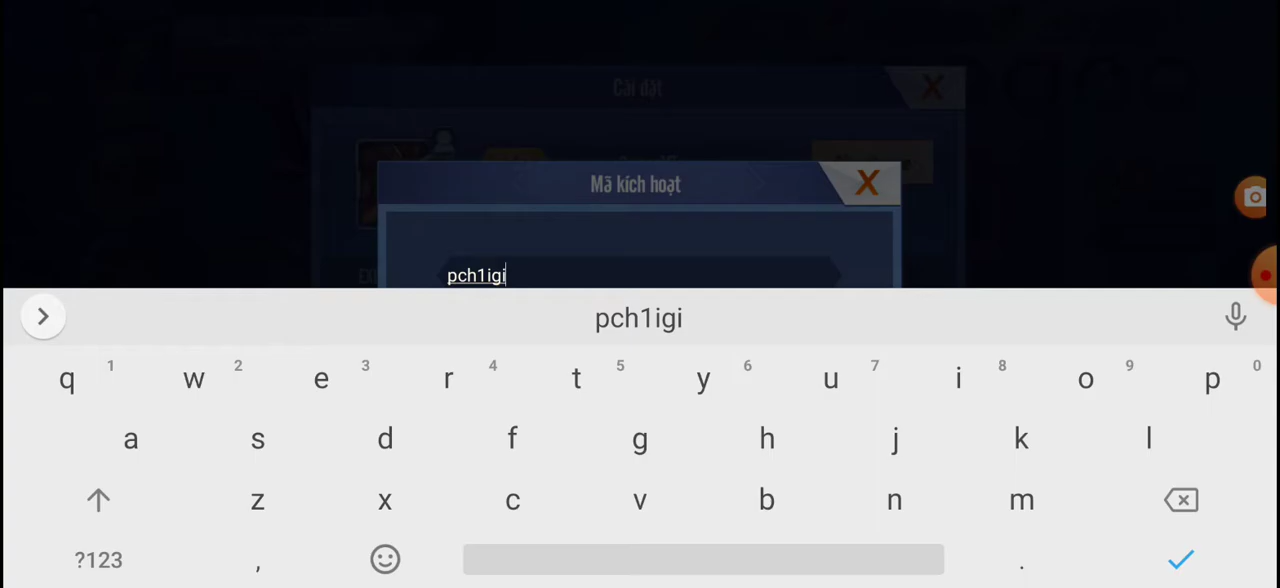 Cài đặt
Mã kích hoạt
pch1igi
pch1igi
q 1 w 2 e 3 r 4 t 5 y 6 u 7 i 8 o 9 p 0
a s d f g h j k l
z x c v b n m
?123 , .